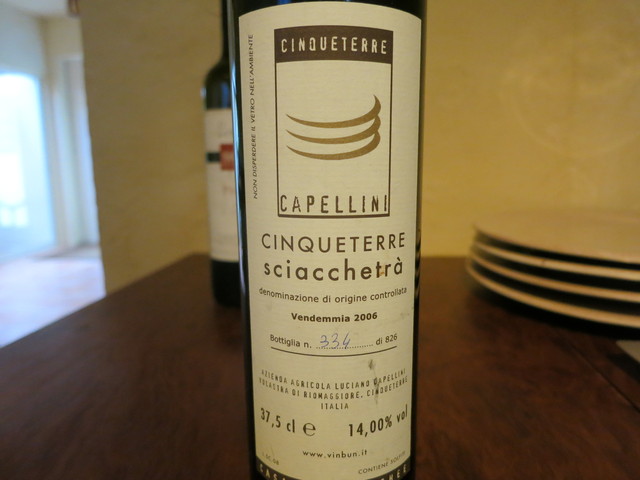 CINQUETERRE
CAPELLINI
NON DISPERDERE IL VETRO NELL'AMBIENTE
CINQUETERRE
sciacchetrà
denominazione di origine controllata
Vendemmia 2006
Bottiglia n. 334 di 826
AZIENDA AGRICOLA LUCIANO CAPELLINI
VOLASTRA DI RIOMAGGIORE, CINQUETERRE
ITALIA
37,5 cl e 14,00% vol
www.vinbun.it
CONTIENE